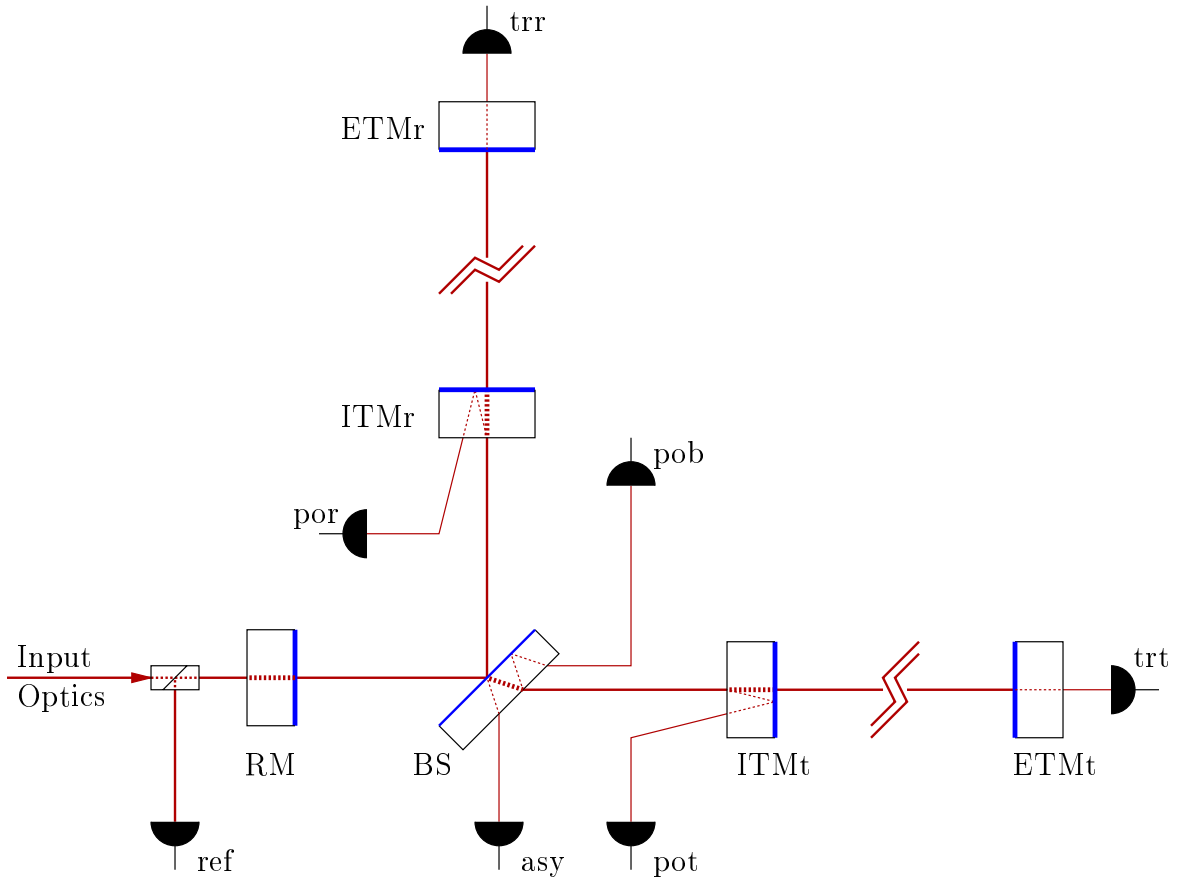 trr
ETMr
ITMr
pob
por
Input
Optics
trt
RM
BS
ITMt
ETMt
ref
asy
pot